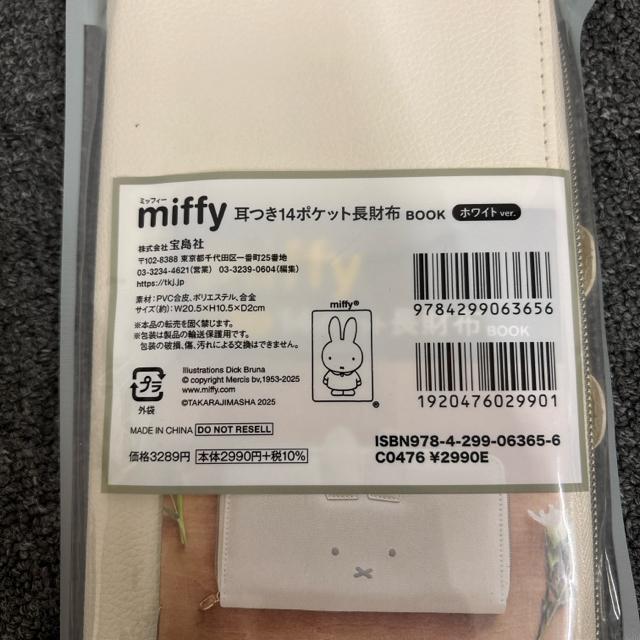 ミッフィー
miffy 耳つき14ポケット長財布 BOOK ホワイト ver.
株式会社 宝島社
〒102-8388 東京都千代田区一番町25番地
03-3234-4621(営業) 03-3239-0604(編集)
https://tkj.jp
素材：PVC合皮、ポリエステル、合金
サイズ(約)：W20.5×H10.5×D2cm
※本品の転売を固く禁じます。
※包装は製品の輸送保護用です。
包装の破損、傷、汚れによる交換はできません。
プラ
外袋
Illustrations Dick Bruna
© copyright Mercis bv,1953-2025
www.miffy.com
©TAKARAJIMASHA 2025
MADE IN CHINA DO NOT RESELL
価格3289円 本体2990円+税10%
miffy®
®
9784299063656
1920476029901
ISBN978-4-299-06365-6
C0476 ¥2990E
ffy
ット長財布 BOOK